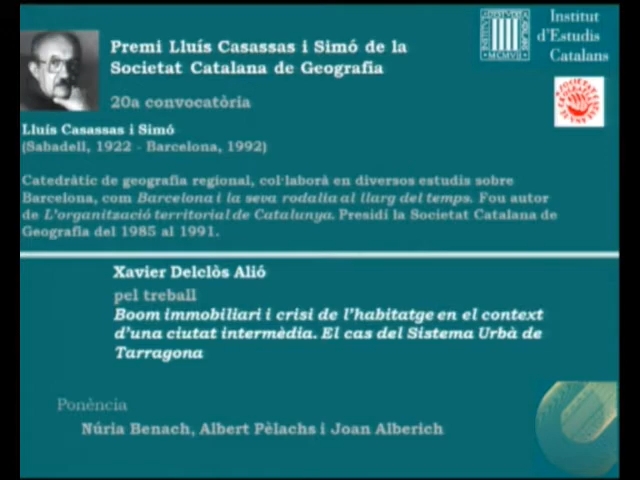 Premi Lluís Casassas i Simó de la
Societat Catalana de Geografia
20a convocatòria
Institut
d'Estudis
Catalans
Lluís Casassas i Simó
(Sabadell, 1922 - Barcelona, 1992)
Catedràtic de geografia regional, col·laborà en diversos estudis sobre
Barcelona, com Barcelona i la seva rodalia al llarg del temps. Fou autor
de L'organització territorial de Catalunya. Presidí la Societat Catalana de
Geografia del 1985 al 1991.
Xavier Delclòs Alió
pel treball
Boom immobiliari i crisi de l'habitatge en el context
d'una ciutat intermèdia. El cas del Sistema Urbà de
Tarragona
Ponència
Núria Benach, Albert Pèlachs i Joan Alberich